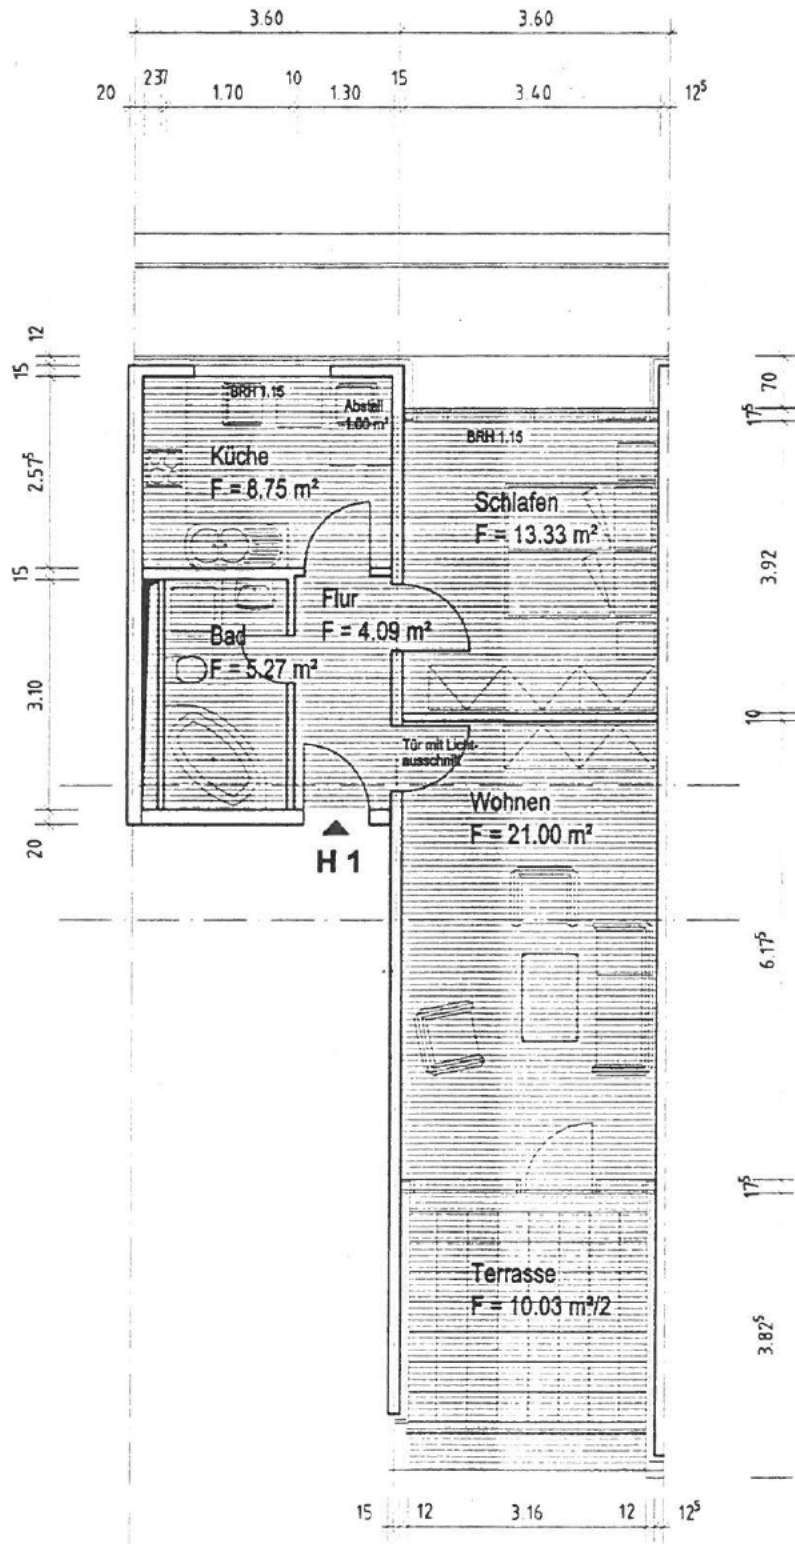 3.60 3.60
20 23 7 1.70 10 1.30 15 3.40 12⁵
12
15
2.57⁵
15
3.10
20
BRH 1.15
Abstell
1.00 m²
Küche
F = 8.75 m²
BRH 1.15
Schlafen
F = 13.33 m²
Flur
F = 4.09 m²
Bad
F = 5.27 m²
Tür mit Licht-
ausschnitt
Wohnen
F = 21.00 m²
H 1
Terrasse
F = 10.03 m²/2
70
17⁵
3.92
10
6.17⁵
17⁵
3.82⁵
15 12 3.16 12 12⁵